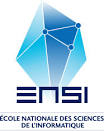 ENSI
ÉCOLE NATIONALE DES SCIENCES
DE L'INFORMATIQUE